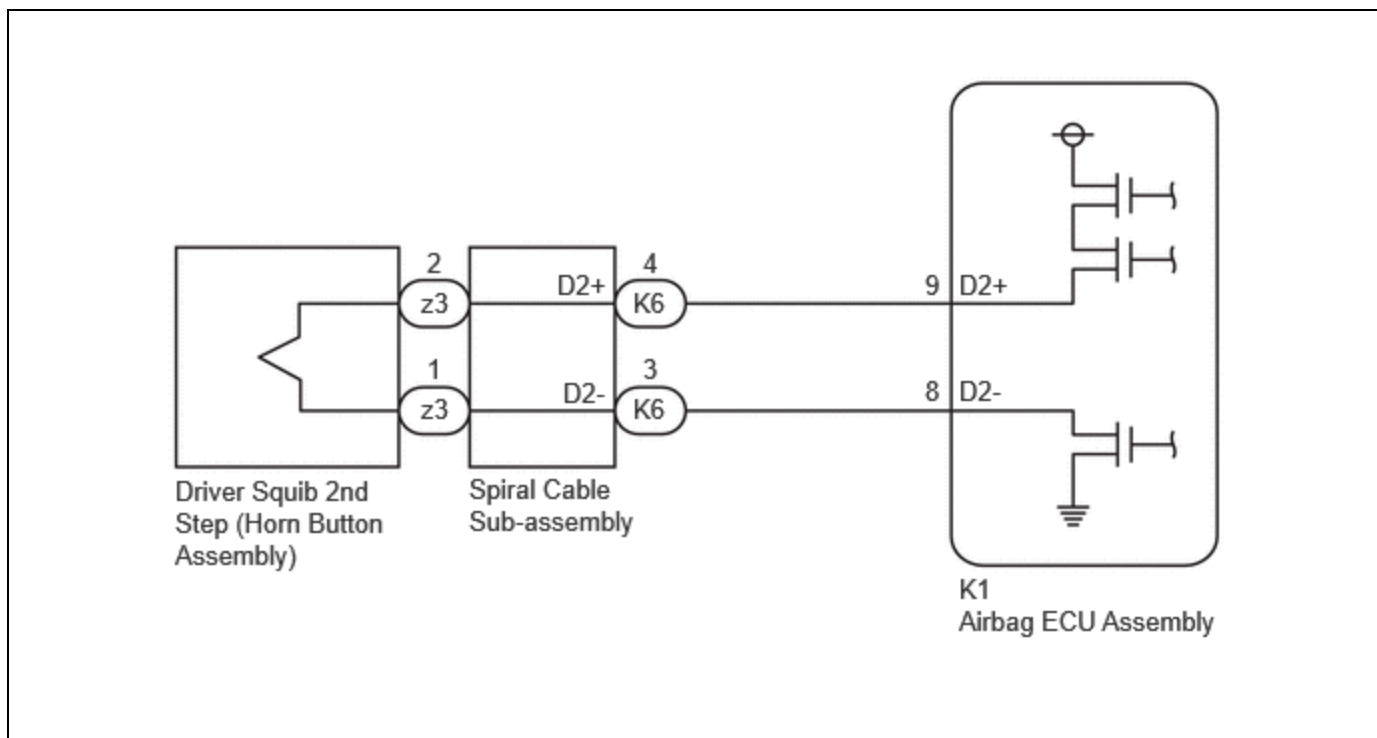 2
z3
D2+
4
K6
9
D2+
1
z3
D2-
3
K6
8
D2-
Driver Squib 2nd
Step (Horn Button
Assembly)
Spiral Cable
Sub-assembly
K1
Airbag ECU Assembly